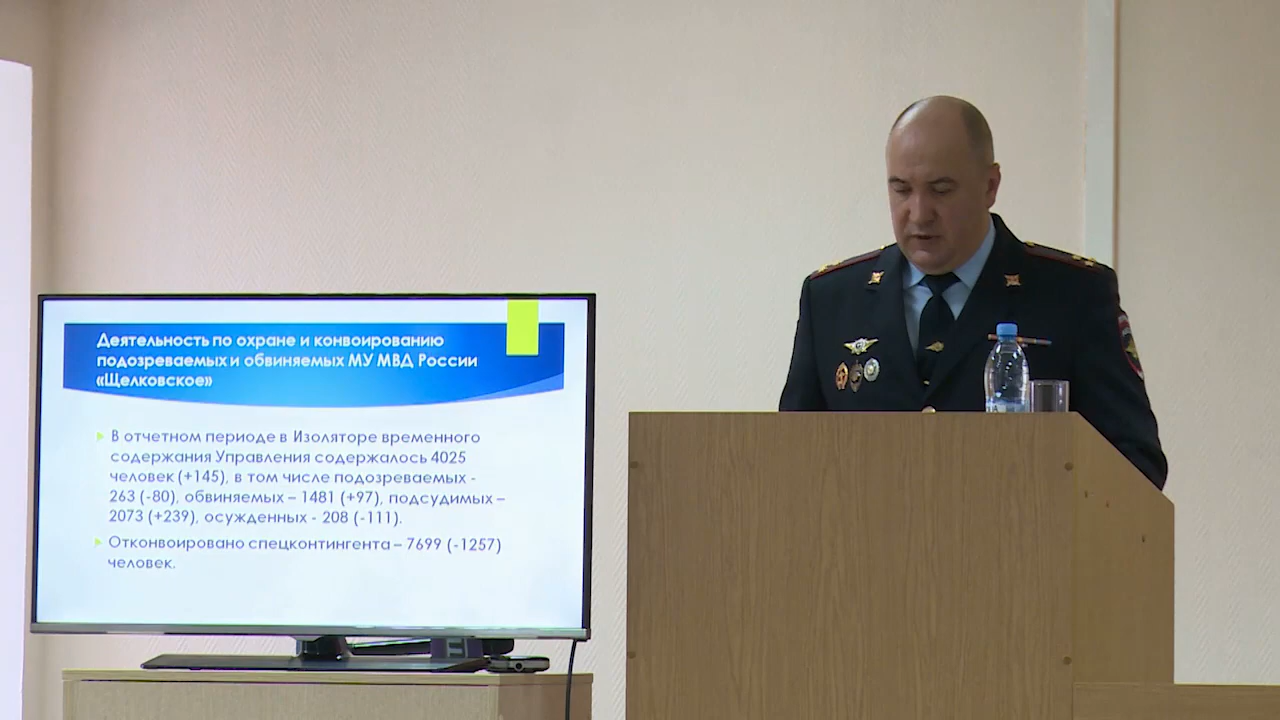 Деятельность по охране и конвоированию
подозреваемых и обвиняемых МУ МВД России
«Щелковское»
В отчетном периоде в Изоляторе временного
содержания Управления содержалось 4025
человек (+145), в том числе подозреваемых -
263 (-80), обвиняемых – 1481 (+97), подсудимых –
2073 (+239), осужденных - 208 (-111).
Отконвоировано спецконтингента – 7699 (-1257)
человек.